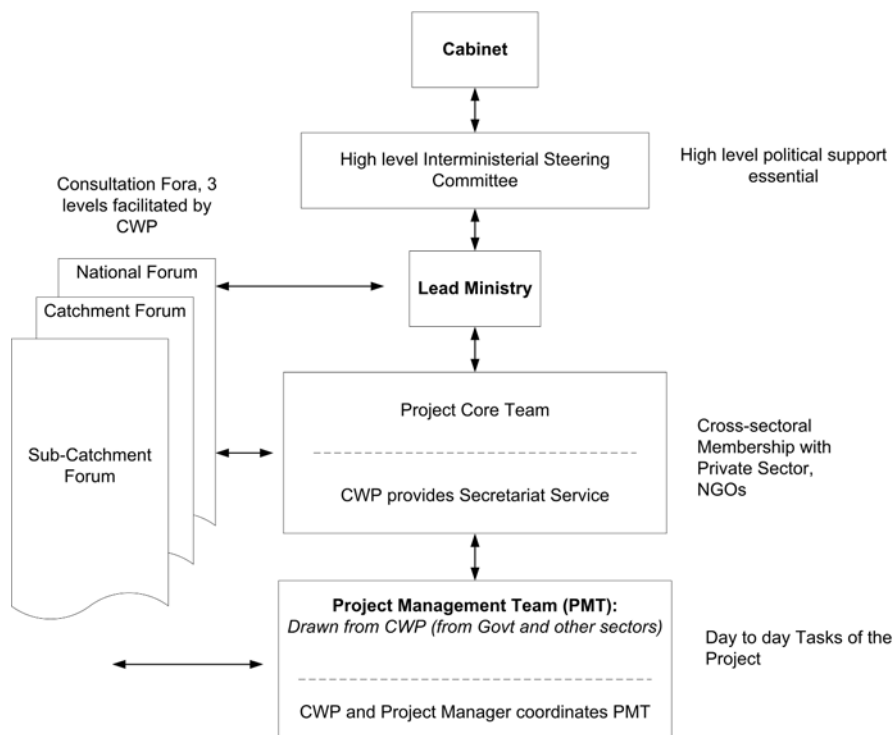 Cabinet
High level Interministerial Steering
Committee
High level political support
essential
Consultation Fora, 3
levels facilitated by
CWP
National Forum
Catchment Forum
Sub-Catchment
Forum
Lead Ministry
Project Core Team
CWP provides Secretariat Service
Cross-sectoral
Membership with
Private Sector,
NGOs
Project Management Team (PMT):
Drawn from CWP (from Govt and other sectors)
CWP and Project Manager coordinates PMT
Day to day Tasks of the
Project